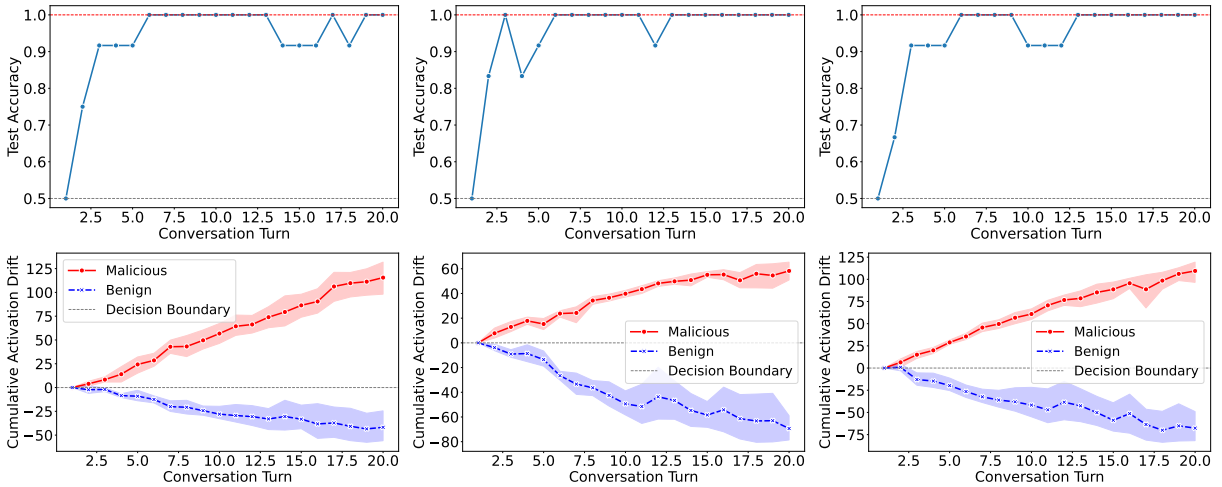 Test Accuracy
1.0
0.9
0.8
0.7
0.6
0.5
2.5 5.0 7.5 10.0 12.5 15.0 17.5 20.0
Conversation Turn
Test Accuracy
1.0
0.9
0.8
0.7
0.6
0.5
2.5 5.0 7.5 10.0 12.5 15.0 17.5 20.0
Conversation Turn
Test Accuracy
1.0
0.9
0.8
0.7
0.6
0.5
2.5 5.0 7.5 10.0 12.5 15.0 17.5 20.0
Conversation Turn
Cumulative Activation Drift
125
100
75
50
25
0
−25
−50
Malicious
Benign
Decision Boundary
2.5 5.0 7.5 10.0 12.5 15.0 17.5 20.0
Conversation Turn
Cumulative Activation Drift
60
40
20
0
−20
−40
−60
−80
Malicious
Benign
Decision Boundary
2.5 5.0 7.5 10.0 12.5 15.0 17.5 20.0
Conversation Turn
Cumulative Activation Drift
125
100
75
50
25
0
−25
−50
−75
Malicious
Benign
Decision Boundary
2.5 5.0 7.5 10.0 12.5 15.0 17.5 20.0
Conversation Turn